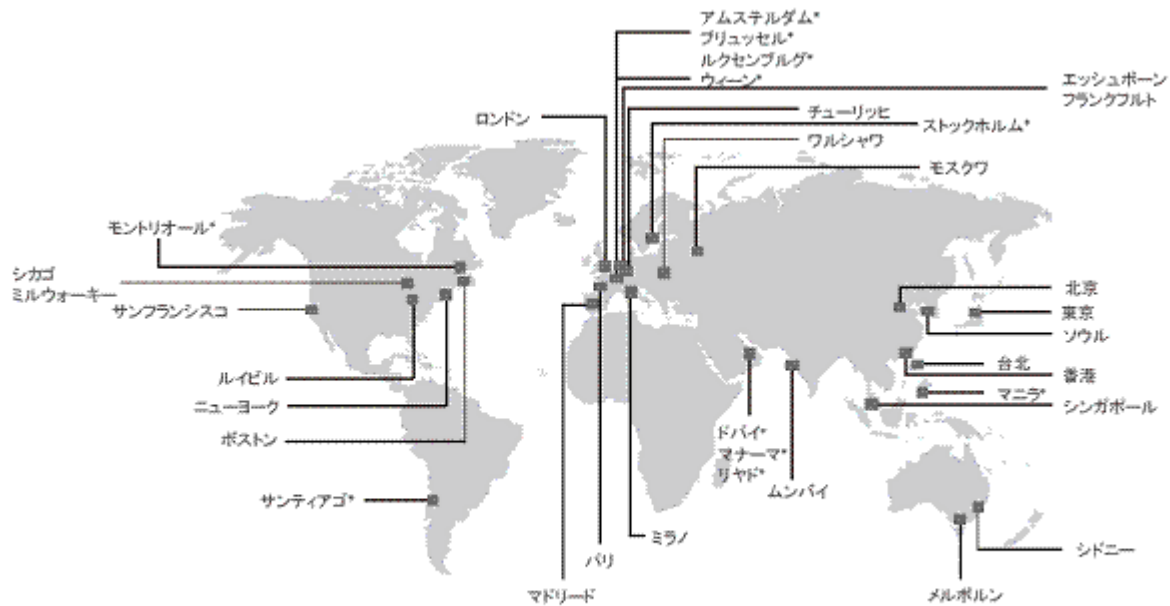 アムステルダム*
ブリュッセル*
ルクセンブルグ*
ウィーン*
エッシュボーン
フランクフルト
チューリッヒ
ロンドン
ストックホルム*
ワルシャワ
モスクワ
モントリオール*
シカゴ
ミルウォーキー
サンフランシスコ
北京
東京
ソウル
台北
香港
マニラ*
シンガポール
ルイビル
ニューヨーク
ボストン
ドバイ*
マナーマ*
リヤド*
ムンバイ
サンティアゴ*
ミラノ
パリ
マドリード
シドニー
メルボルン